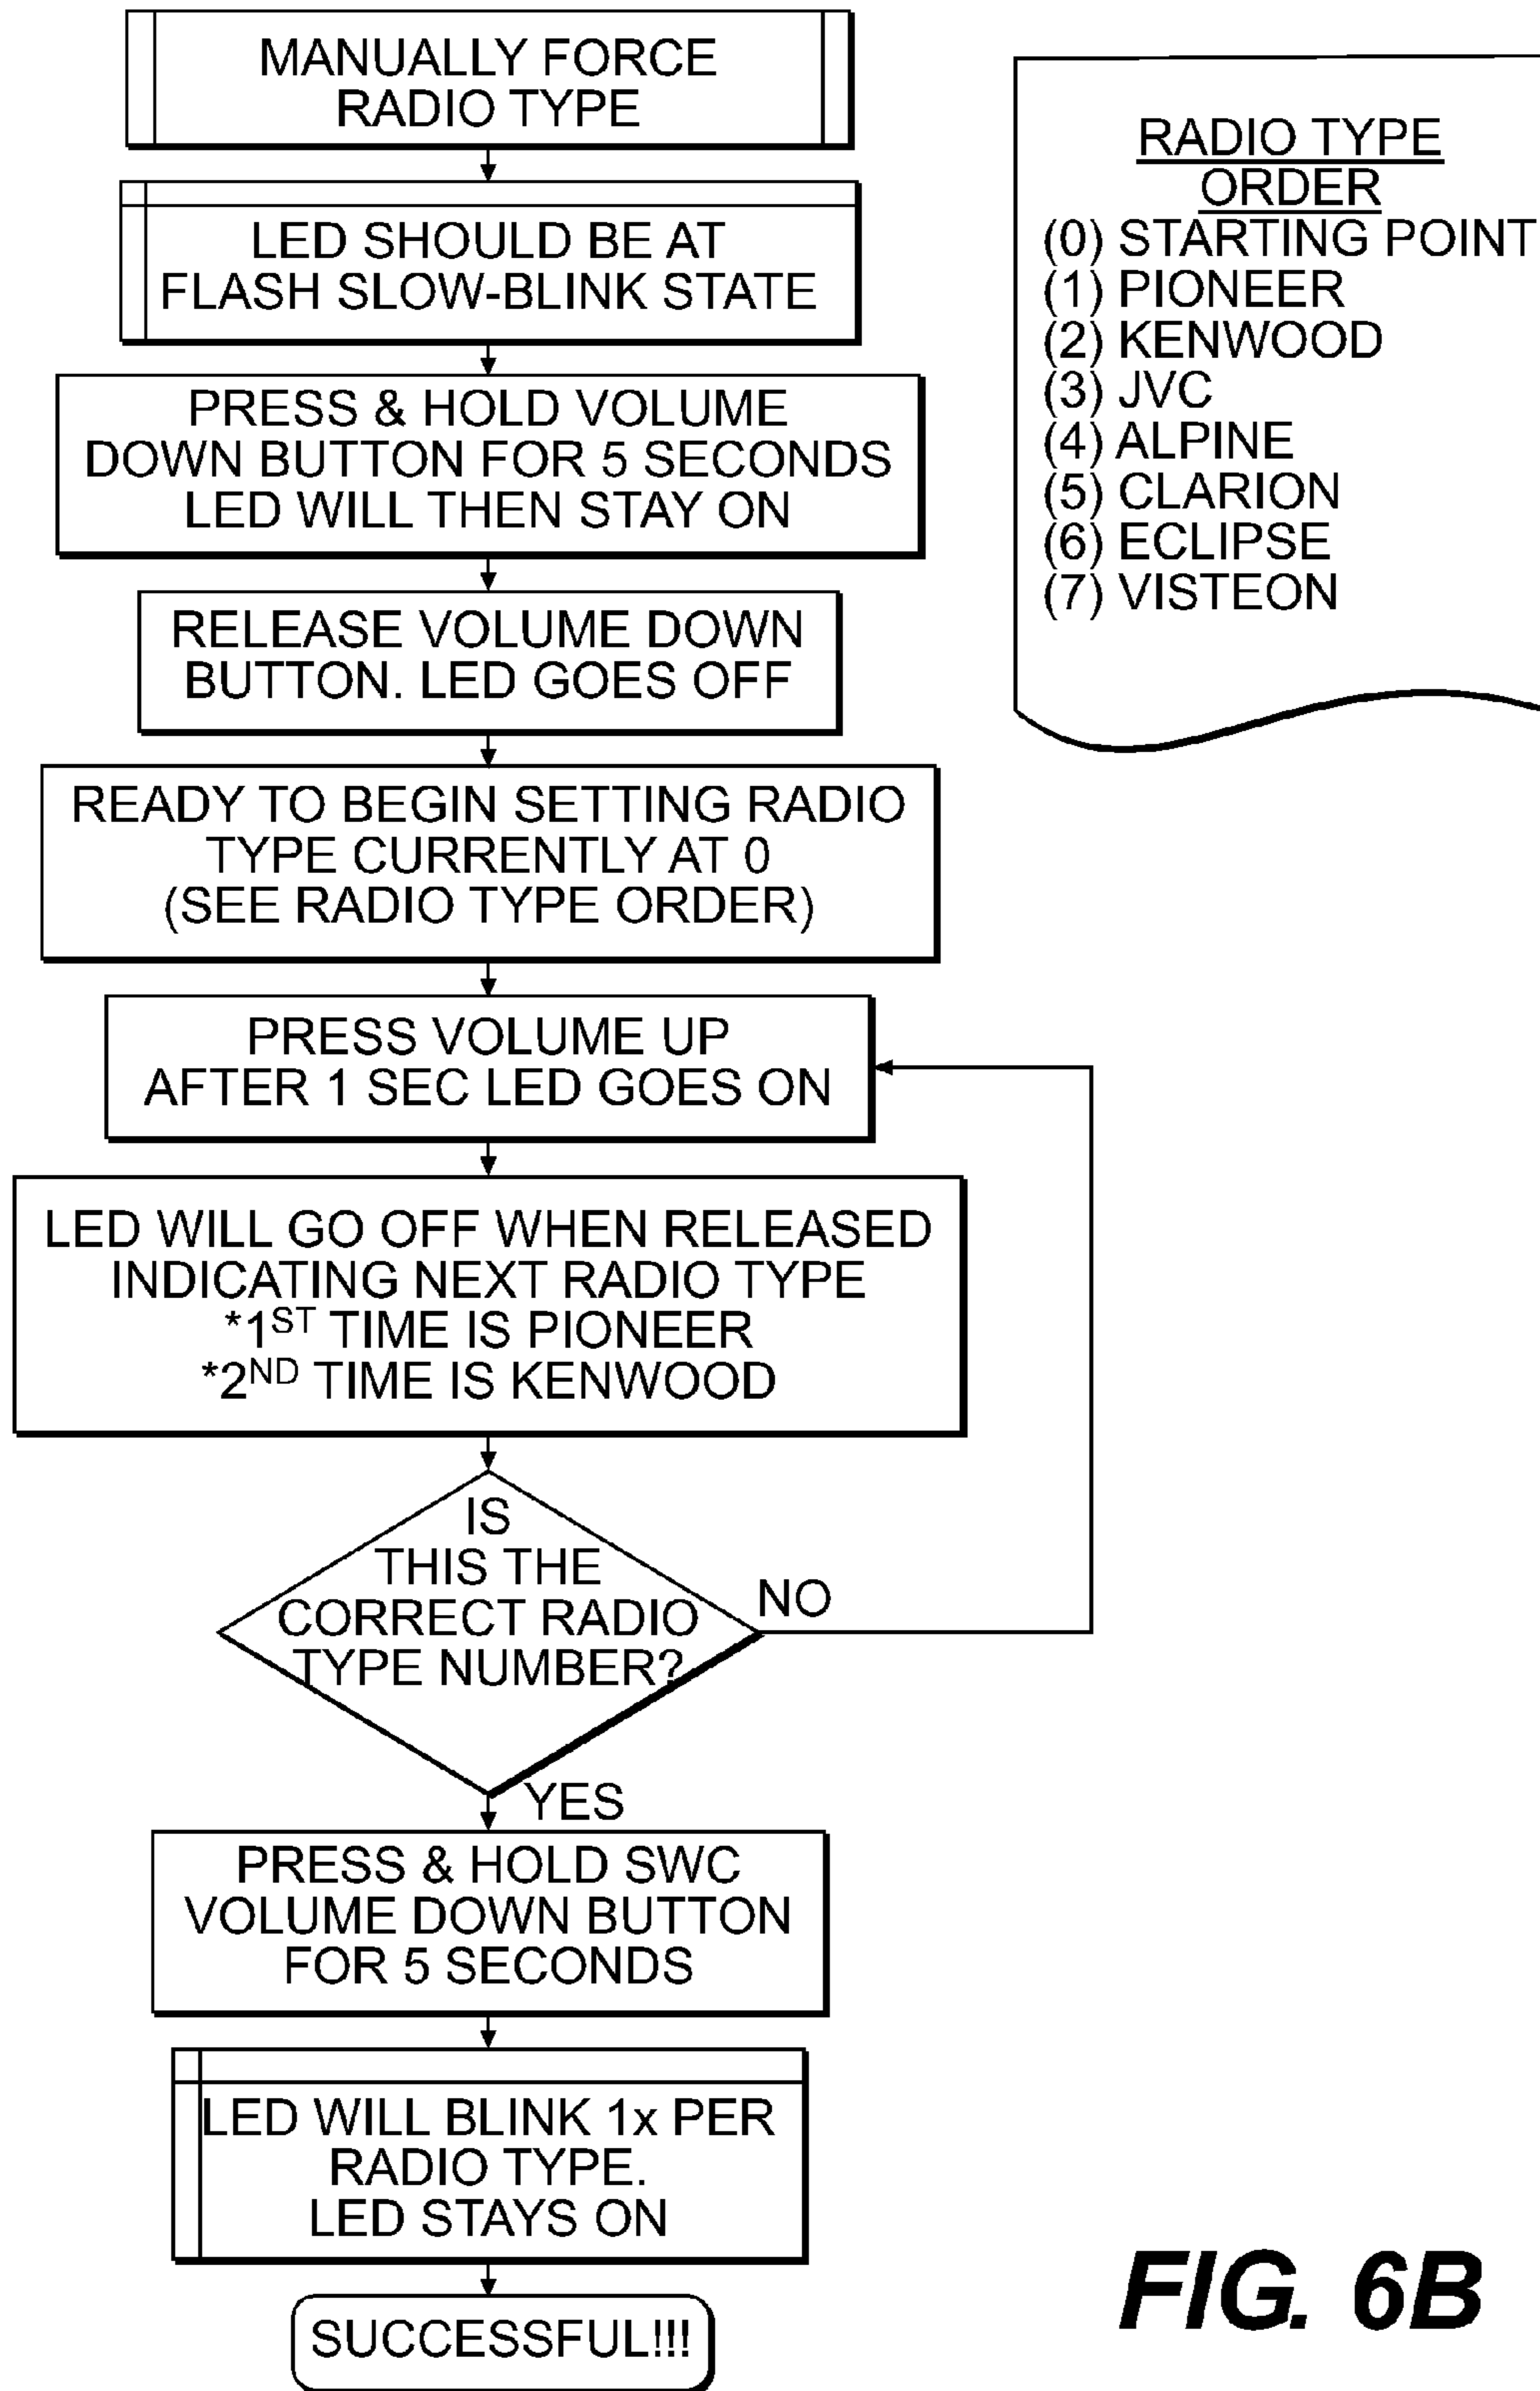 MANUALLY FORCE
RADIO TYPE
LED SHOULD BE AT
FLASH SLOW-BLINK STATE
PRESS & HOLD VOLUME
DOWN BUTTON FOR 5 SECONDS
LED WILL THEN STAY ON
RELEASE VOLUME DOWN
BUTTON. LED GOES OFF
READY TO BEGIN SETTING RADIO
TYPE CURRENTLY AT 0
(SEE RADIO TYPE ORDER)
PRESS VOLUME UP
AFTER 1 SEC LED GOES ON
LED WILL GO OFF WHEN RELEASED
INDICATING NEXT RADIO TYPE
*1ST TIME IS PIONEER
*2ND TIME IS KENWOOD
IS
THIS THE
CORRECT RADIO
TYPE NUMBER?
NO
YES
PRESS & HOLD SWC
VOLUME DOWN BUTTON
FOR 5 SECONDS
LED WILL BLINK 1x PER
RADIO TYPE.
LED STAYS ON
SUCCESSFUL!!!
RADIO TYPE
ORDER
(0) STARTING POINT
(1) PIONEER
(2) KENWOOD
(3) JVC
(4) ALPINE
(5) CLARION
(6) ECLIPSE
(7) VISTEON
FIG. 6B